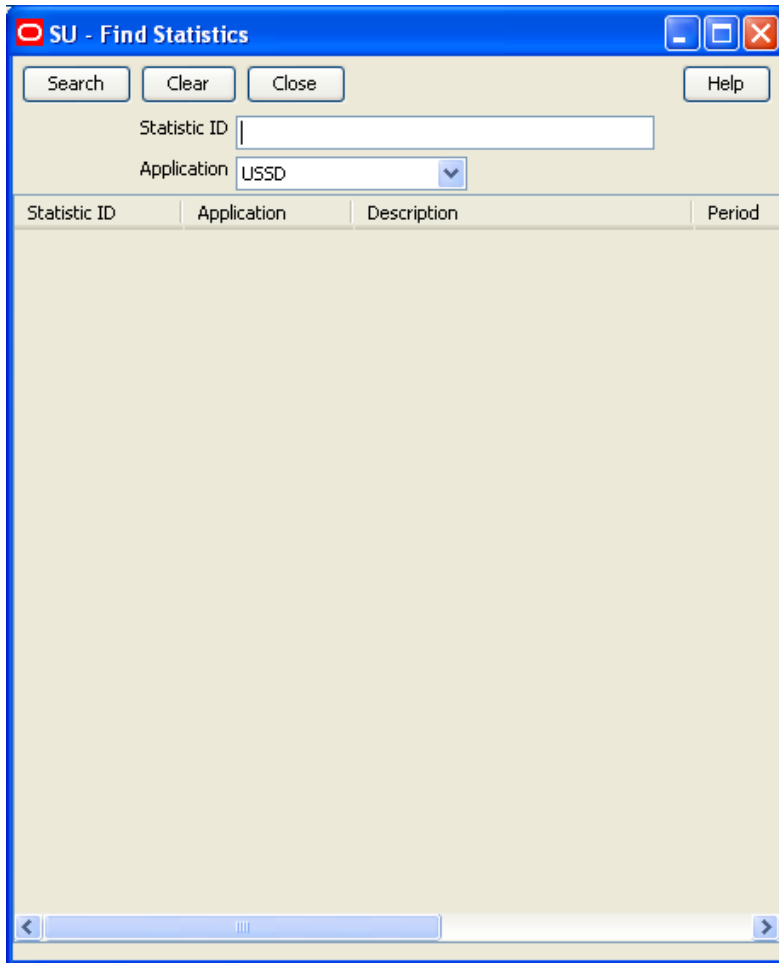 SU - Find Statistics
Search Clear Close Help
Statistic ID
Application USSD
Statistic ID Application Description Period